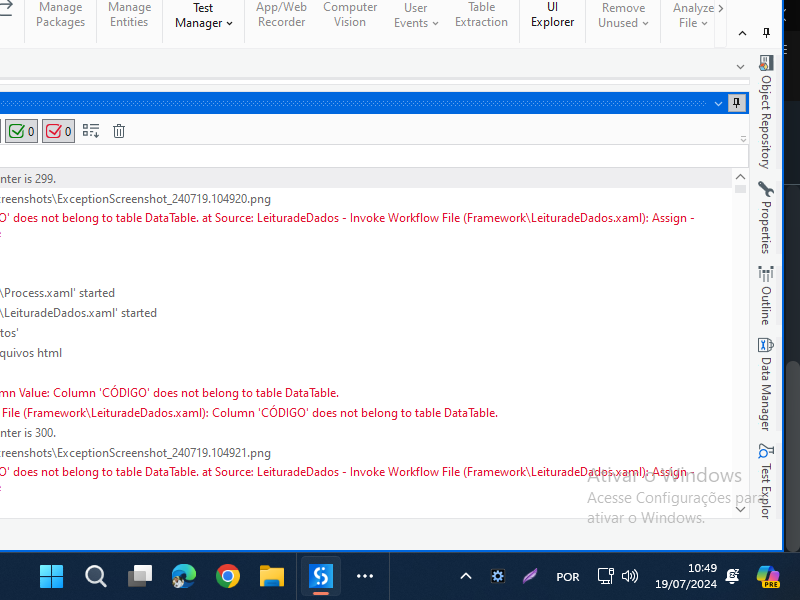 Manage
Packages
Manage
Entities
Test
Manager
App/Web
Recorder
Computer
Vision
User
Events
Table
Extraction
UI
Explorer
Remove
Unused
Analyze
File
0
0
nter is 299.
creenshots\ExceptionScreenshot_240719.104920.png
GO' does not belong to table DataTable. at Source: LeituradeDados - Invoke Workflow File (Framework\LeituradeDados.xaml): Assign -
\Process.xaml' started
\LeituradeDados.xaml' started
tos'
quivos html
mn Value: Column 'CÓDIGO' does not belong to table DataTable.
File (Framework\LeituradeDados.xaml): Column 'CÓDIGO' does not belong to table DataTable.
nter is 300.
creenshots\ExceptionScreenshot_240719.104921.png
GO' does not belong to table DataTable. at Source: LeituradeDados - Invoke Workflow File (Framework\LeituradeDados.xaml): Assign -
Object Repository
Properties
Outline
Data Manager
Test Explor
Ativar o Windows
Acesse Configurações para
ativar o Windows.
POR
10:49
19/07/2024
PRE